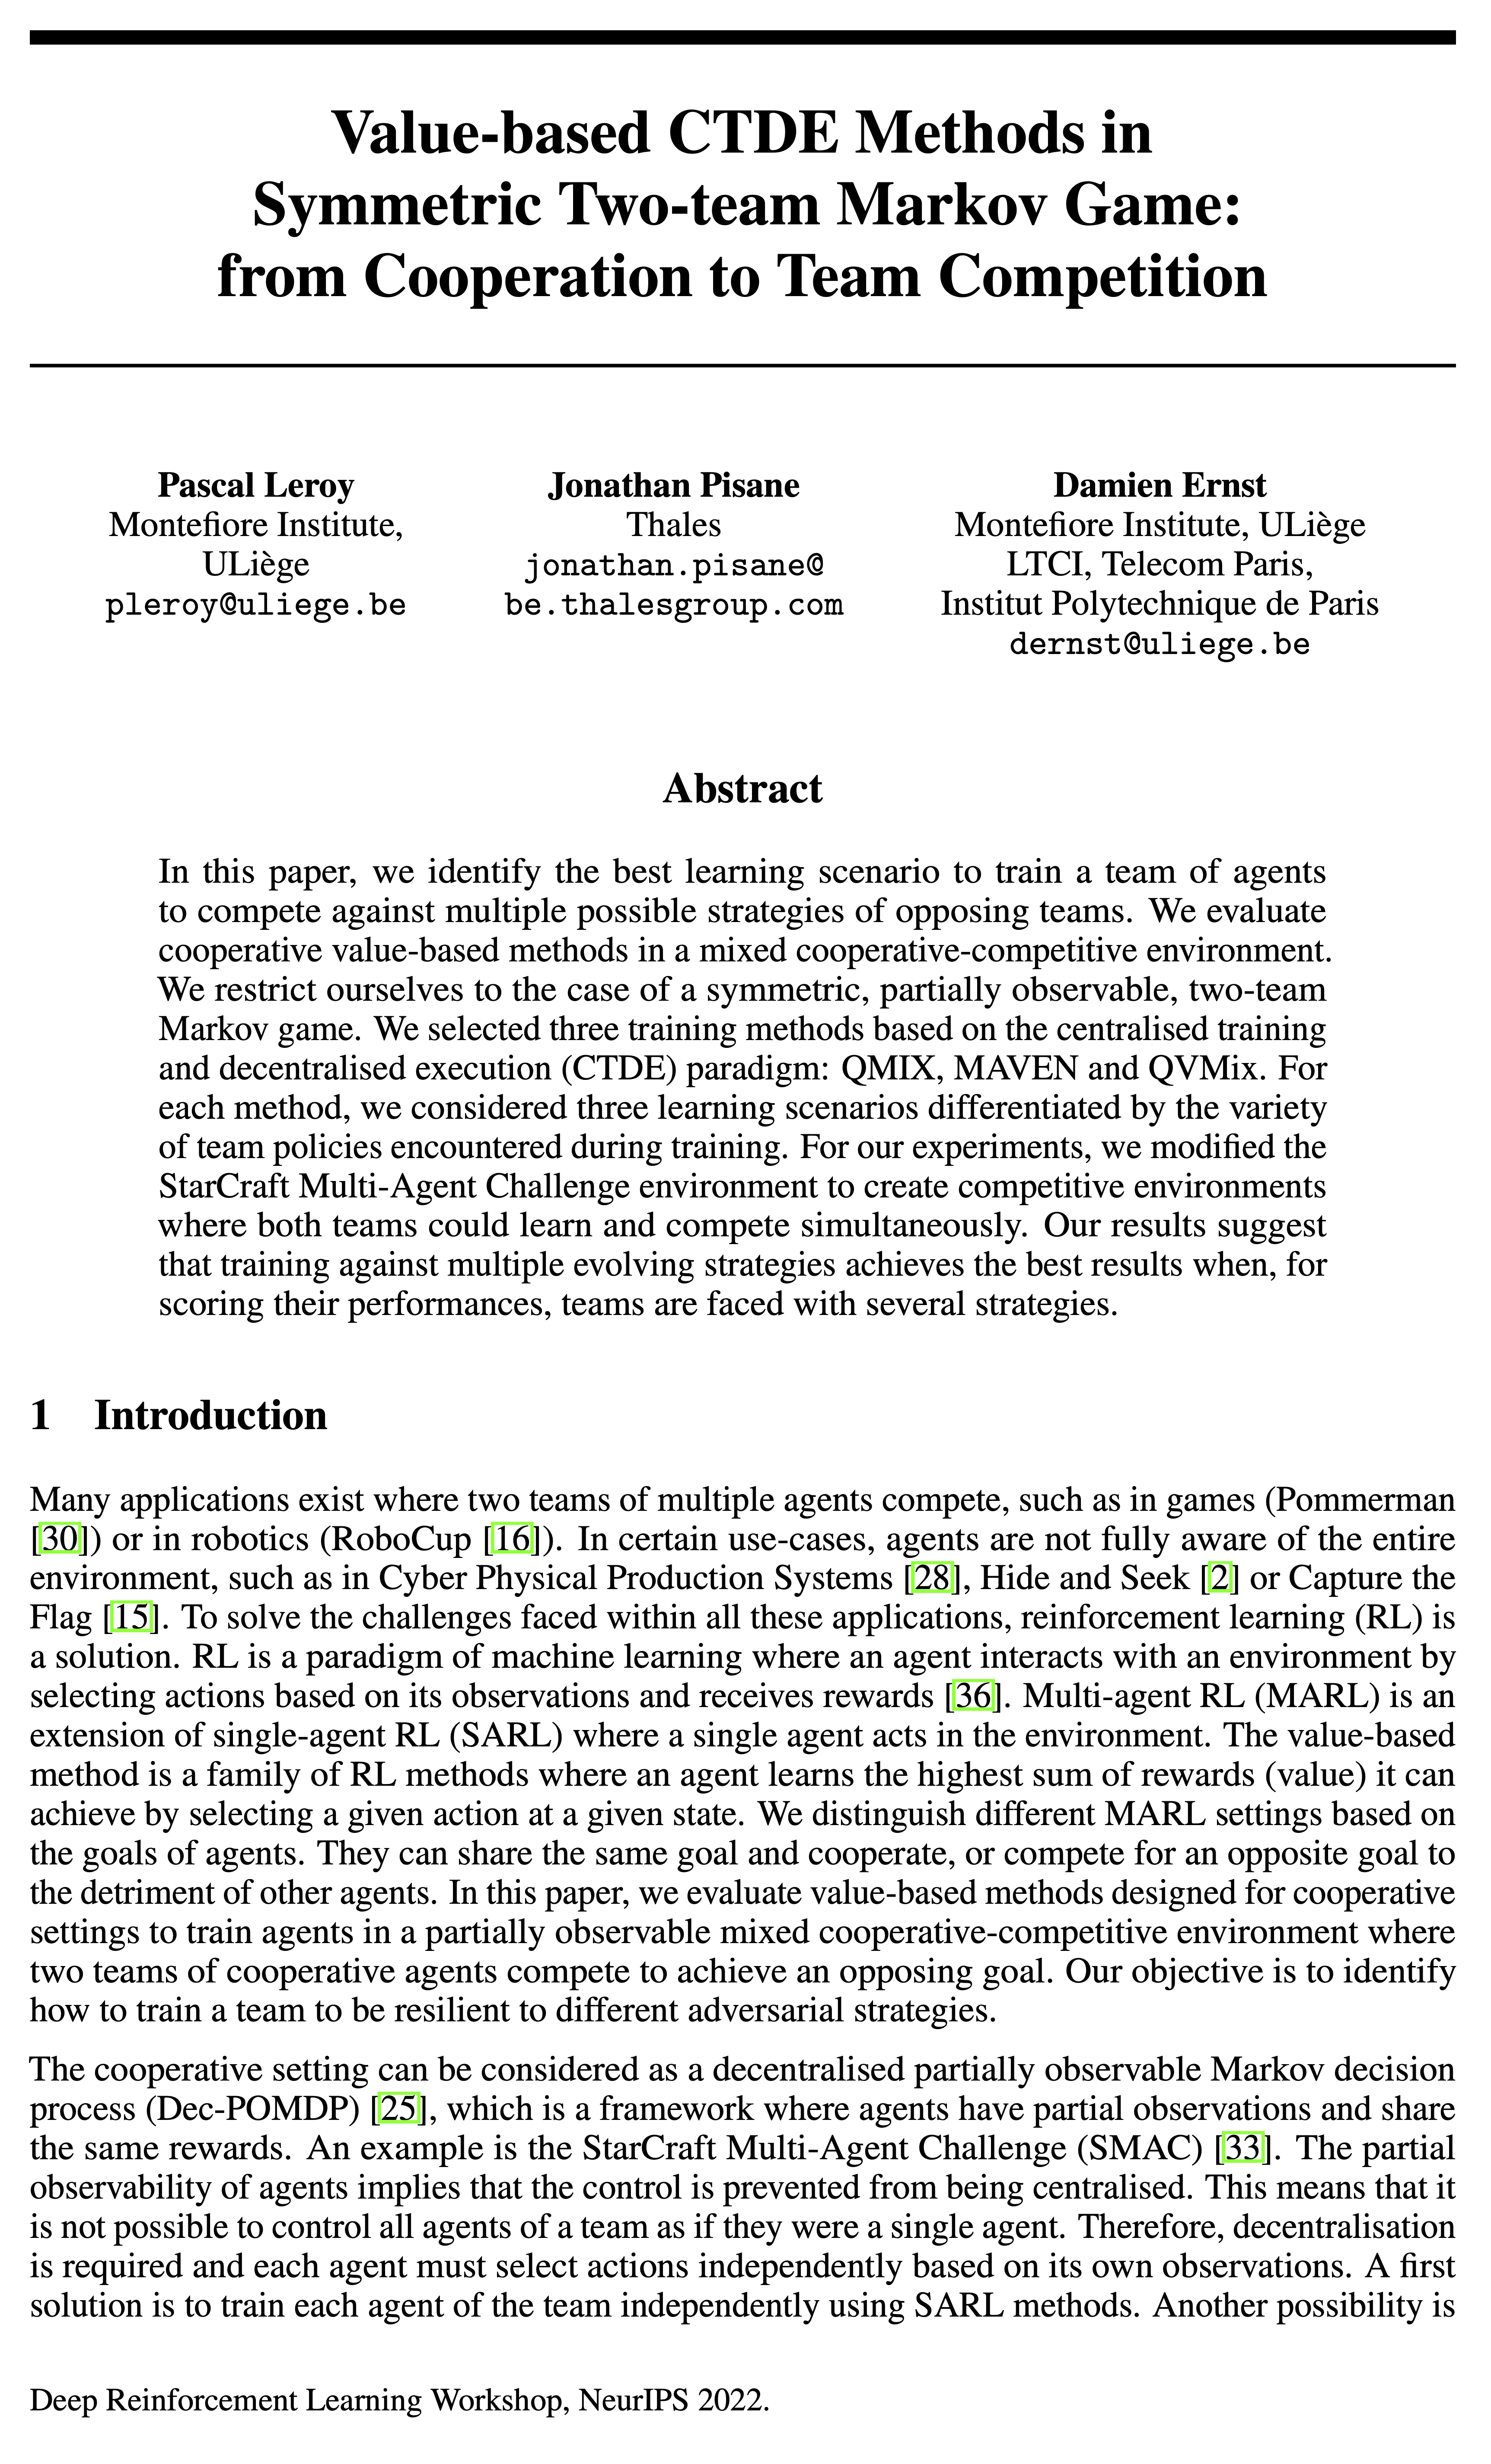 Value-based CTDE Methods in
Symmetric Two-team Markov Game:
from Cooperation to Team Competition
Pascal Leroy
Montefiore Institute,
ULiège
pleroy@uliege.be
Jonathan Pisane
Thales
jonathan.pisane@
be.thalesgroup.com
Damien Ernst
Montefiore Institute, ULiège
LTCI, Telecom Paris,
Institut Polytechnique de Paris
dernst@uliege.be
Abstract
In this paper, we identify the best learning scenario to train a team of agents
to compete against multiple possible strategies of opposing teams. We evaluate
cooperative value-based methods in a mixed cooperative-competitive environment.
We restrict ourselves to the case of a symmetric, partially observable, two-team
Markov game. We selected three training methods based on the centralised training
and decentralised execution (CTDE) paradigm: QMIX, MAVEN and QVMix. For
each method, we considered three learning scenarios differentiated by the variety
of team policies encountered during training. For our experiments, we modified the
StarCraft Multi-Agent Challenge environment to create competitive environments
where both teams could learn and compete simultaneously. Our results suggest
that training against multiple evolving strategies achieves the best results when, for
scoring their performances, teams are faced with several strategies.
1 Introduction
Many applications exist where two teams of multiple agents compete, such as in games (Pommerman
[30]) or in robotics (RoboCup [16]). In certain use-cases, agents are not fully aware of the entire
environment, such as in Cyber Physical Production Systems [28], Hide and Seek [2] or Capture the
Flag [15]. To solve the challenges faced within all these applications, reinforcement learning (RL) is
a solution. RL is a paradigm of machine learning where an agent interacts with an environment by
selecting actions based on its observations and receives rewards [36]. Multi-agent RL (MARL) is an
extension of single-agent RL (SARL) where a single agent acts in the environment. The value-based
method is a family of RL methods where an agent learns the highest sum of rewards (value) it can
achieve by selecting a given action at a given state. We distinguish different MARL settings based on
the goals of agents. They can share the same goal and cooperate, or compete for an opposite goal to
the detriment of other agents. In this paper, we evaluate value-based methods designed for cooperative
settings to train agents in a partially observable mixed cooperative-competitive environment where
two teams of cooperative agents compete to achieve an opposing goal. Our objective is to identify
how to train a team to be resilient to different adversarial strategies.
The cooperative setting can be considered as a decentralised partially observable Markov decision
process (Dec-POMDP) [25], which is a framework where agents have partial observations and share
the same rewards. An example is the StarCraft Multi-Agent Challenge (SMAC) [33]. The partial
observability of agents implies that the control is prevented from being centralised. This means that it
is not possible to control all agents of a team as if they were a single agent. Therefore, decentralisation
is required and each agent must select actions independently based on its own observations. A first
solution is to train each agent of the team independently using SARL methods. Another possibility is
Deep Reinforcement Learning Workshop, NeurIPS 2022.